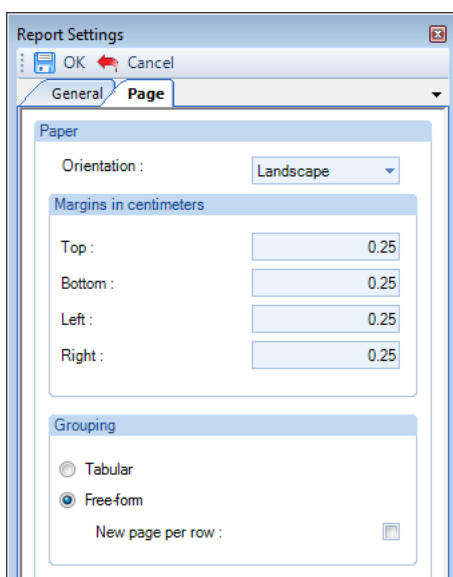 Report Settings
OK Cancel
General Page
Paper
Orientation : Landscape
Margins in centimeters
Top : 0.25
Bottom : 0.25
Left : 0.25
Right : 0.25
Grouping
Tabular
Free-form
New page per row :